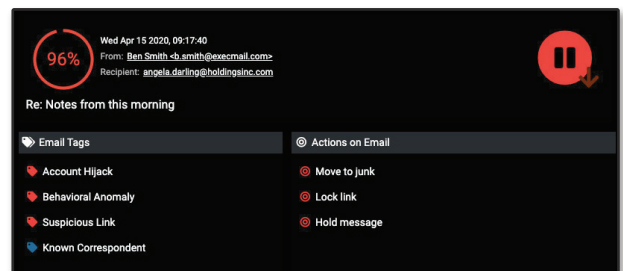 96%
Wed Apr 15 2020, 09:17:40
From: Ben Smith <b.smith@execmail.com>
Recipient: angela.darling@holdingsinc.com
Re: Notes from this morning
Email Tags
Account Hijack
Behavioral Anomaly
Suspicious Link
Known Correspondent
Actions on Email
Move to junk
Lock link
Hold message